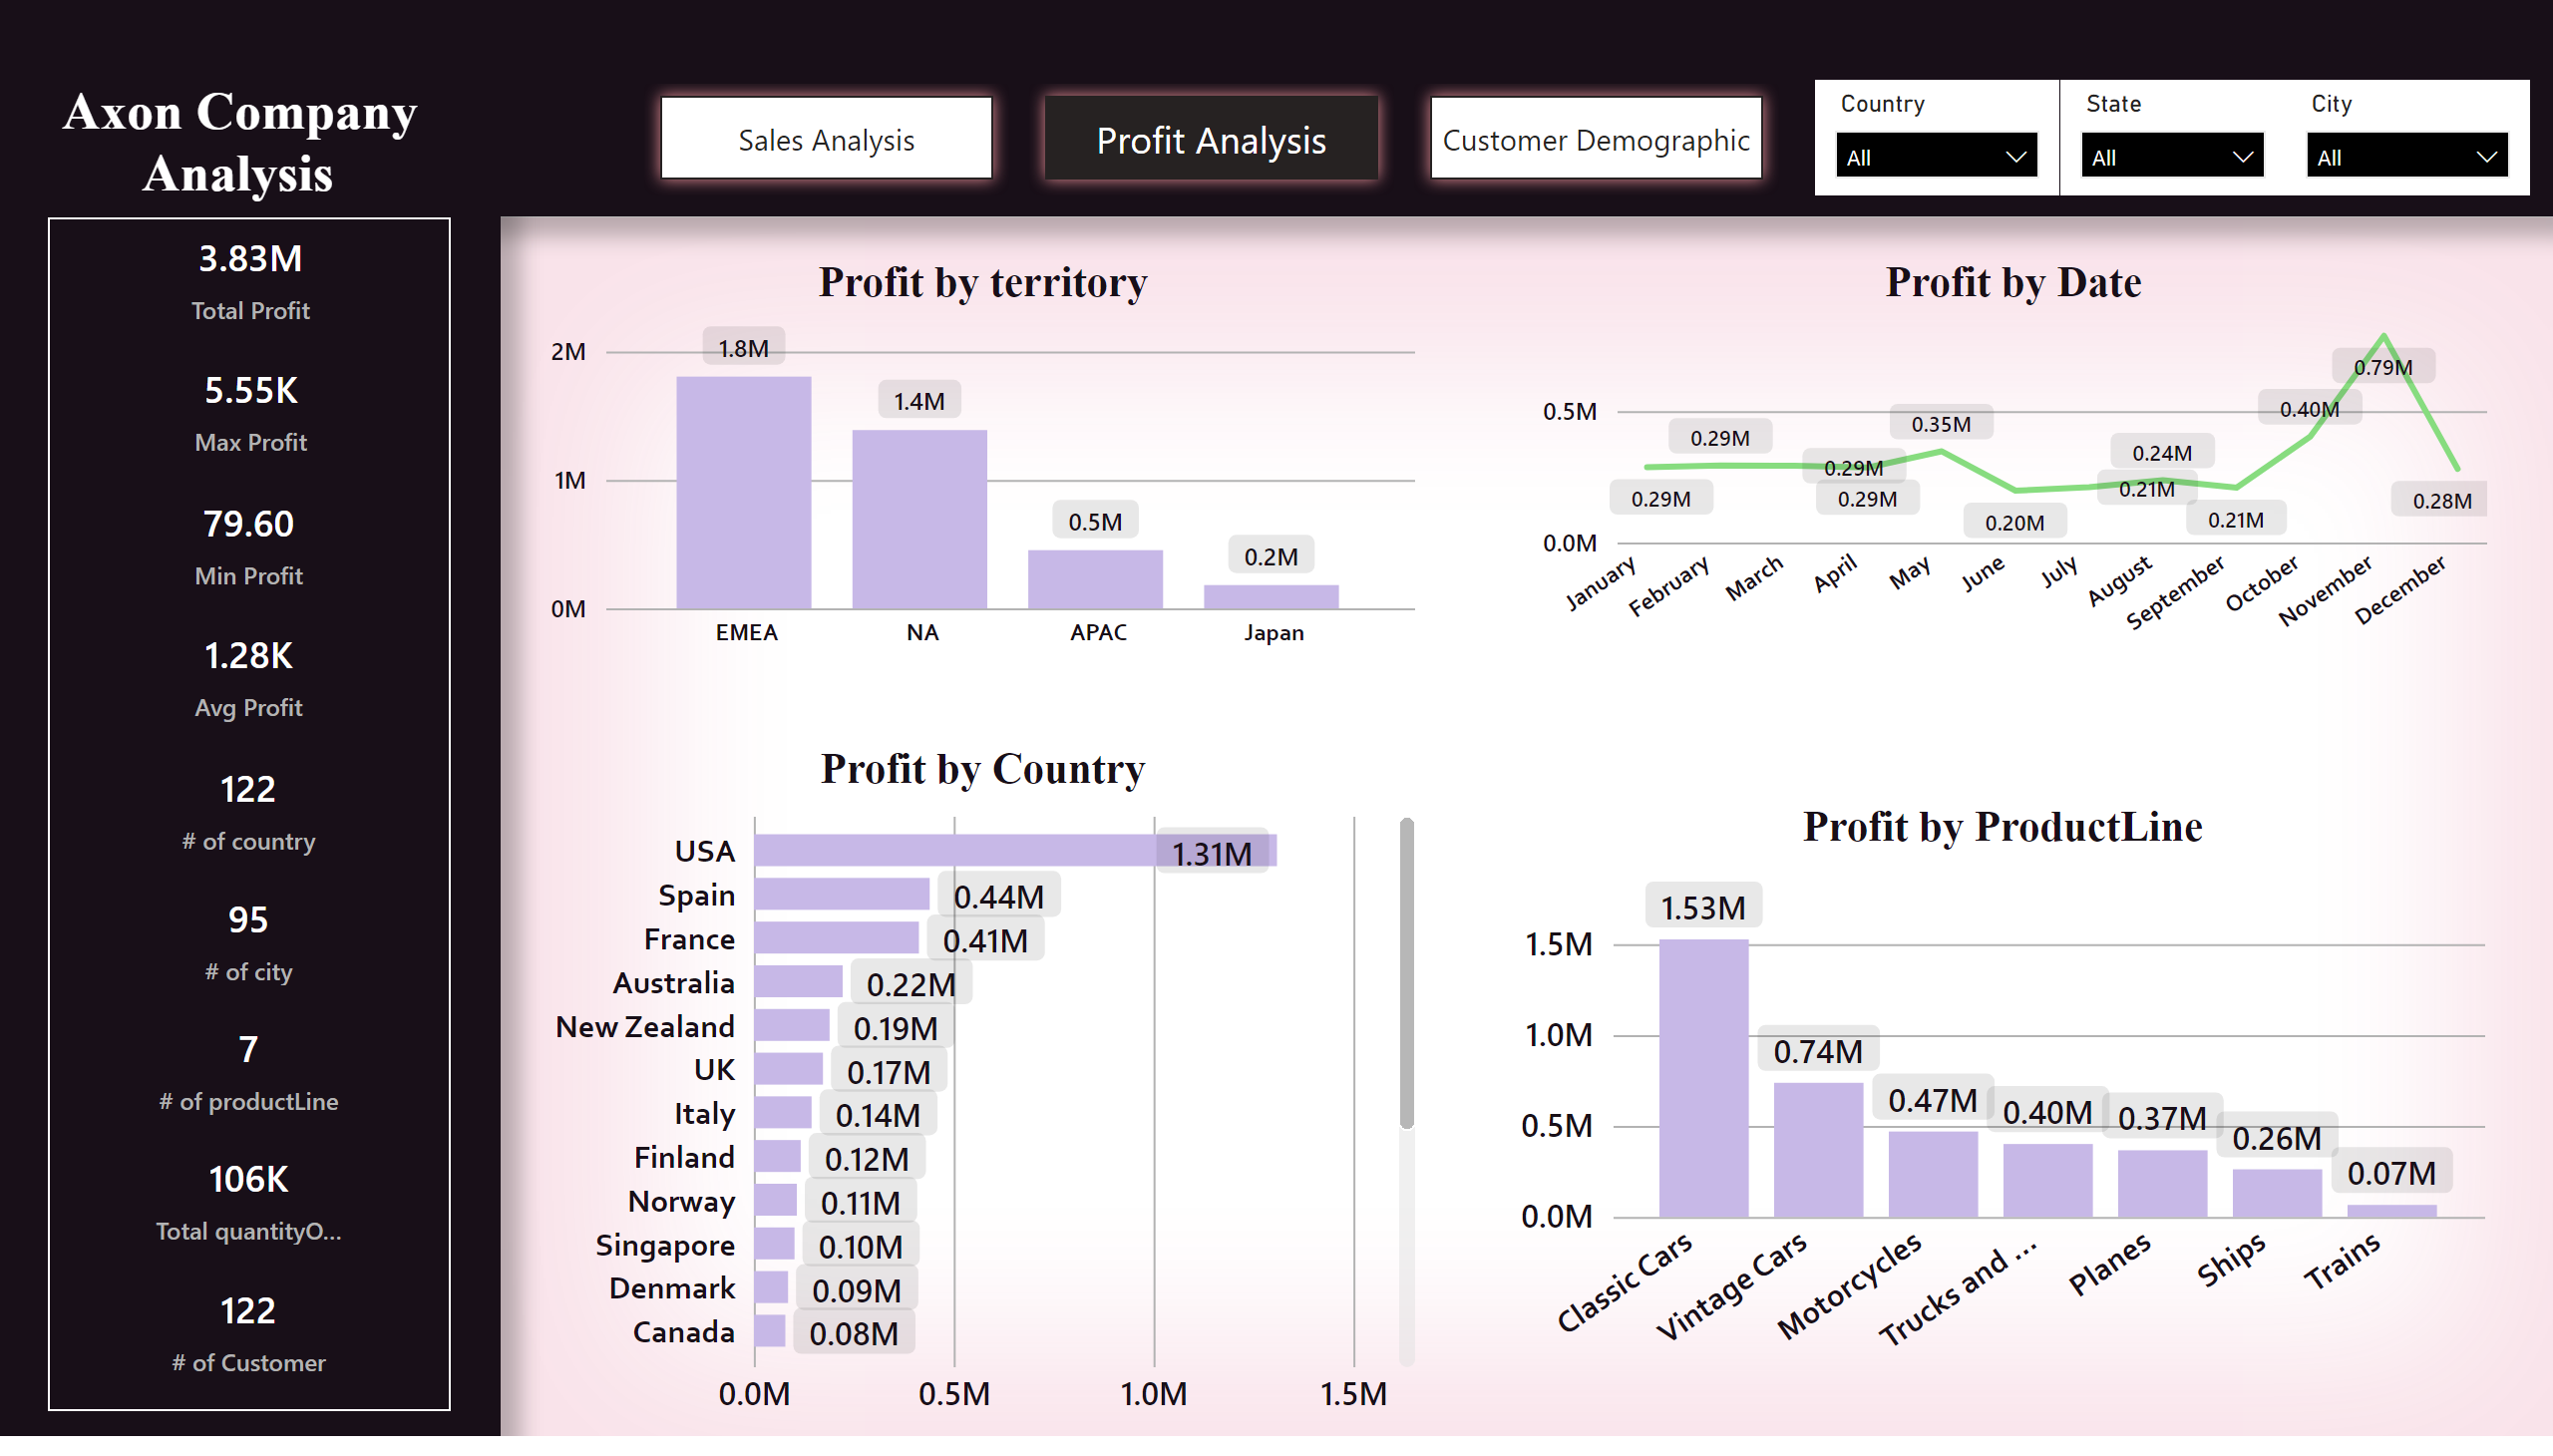 Axon Company
Analysis
Sales Analysis
Profit Analysis
Customer Demographic
Country
All
State
All
City
All
3.83M
Total Profit
5.55K
Max Profit
79.60
Min Profit
1.28K
Avg Profit
122
# of country
95
# of city
7
# of productLine
106K
Total quantityO...
122
# of Customer
Profit by territory
2M
1M
0M
1.8M
1.4M
0.5M
0.2M
EMEA
NA
APAC
Japan
Profit by Date
0.5M
0.0M
0.29M
0.29M
0.29M
0.29M
0.35M
0.20M
0.21M
0.24M
0.21M
0.40M
0.79M
0.28M
January
February
March
April
May
June
July
August
September
October
November
December
Profit by Country
USA 1.31M
Spain 0.44M
France 0.41M
Australia 0.22M
New Zealand 0.19M
UK 0.17M
Italy 0.14M
Finland 0.12M
Norway 0.11M
Singapore 0.10M
Denmark 0.09M
Canada 0.08M
0.0M 0.5M 1.0M 1.5M
Profit by ProductLine
1.5M
1.0M
0.5M
0.0M
1.53M
0.74M
0.47M
0.40M
0.37M
0.26M
0.07M
Classic Cars
Vintage Cars
Motorcycles
Trucks and ...
Planes
Ships
Trains